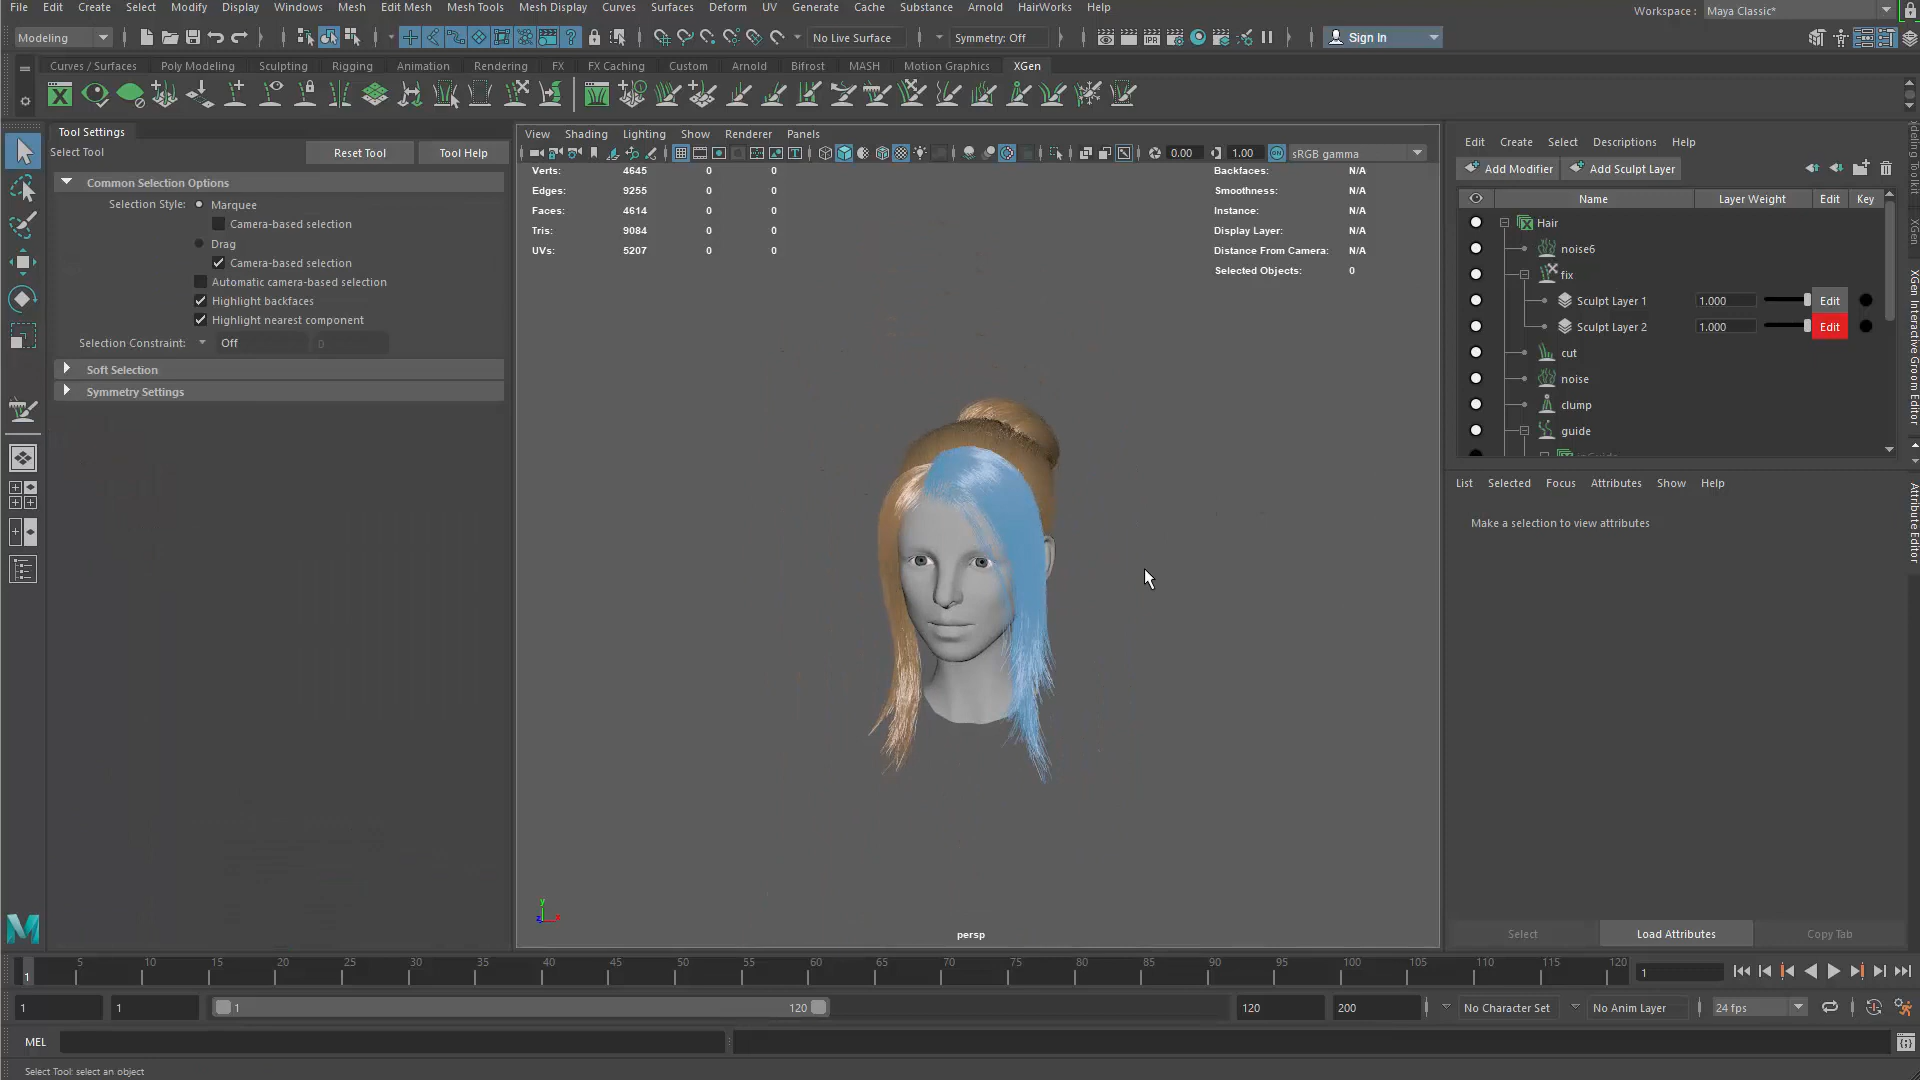 File Edit Create Select Modify Display Windows Mesh Edit Mesh Mesh Tools Mesh Display Curves Surfaces Deform UV Generate Cache Substance Arnold HairWorks Help
Workspace : Maya Classic*
Modeling No Live Surface Symmetry: Off Sign In
Curves / Surfaces Poly Modeling Sculpting Rigging Animation Rendering FX FX Caching Custom Arnold Bifrost MASH Motion Graphics XGen
Tool Settings
Select Tool Reset Tool Tool Help
Common Selection Options
Selection Style: Marquee
Camera-based selection
Drag
Camera-based selection
Automatic camera-based selection
Highlight backfaces
Highlight nearest component
Selection Constraint: Off 0
Soft Selection
Symmetry Settings
View Shading Lighting Show Renderer Panels
0.00 1.00 sRGB gamma
Verts: 4645 0 0
Edges: 9255 0 0
Faces: 4614 0 0
Tris: 9084 0 0
UVs: 5207 0 0
Backfaces: N/A
Smoothness: N/A
Instance: N/A
Display Layer: N/A
Distance From Camera: N/A
Selected Objects: 0
persp
Edit Create Select Descriptions Help
Add Modifier Add Sculpt Layer
Name Layer Weight Edit Key
Hair
noise6
fix
Sculpt Layer 1 1.000 Edit
Sculpt Layer 2 1.000 Edit
cut
noise
clump
guide
List Selected Focus Attributes Show Help
Make a selection to view attributes
Select Load Attributes Copy Tab
XGen Interactive Groom Editor
Attribute Editor
1 5 10 15 20 25 30 35 40 45 50 55 60 65 70 75 80 85 90 95 100 105 110 115 120 1
1 1 1 120 120 200 No Character Set No Anim Layer 24 fps
MEL
Select Tool: select an object